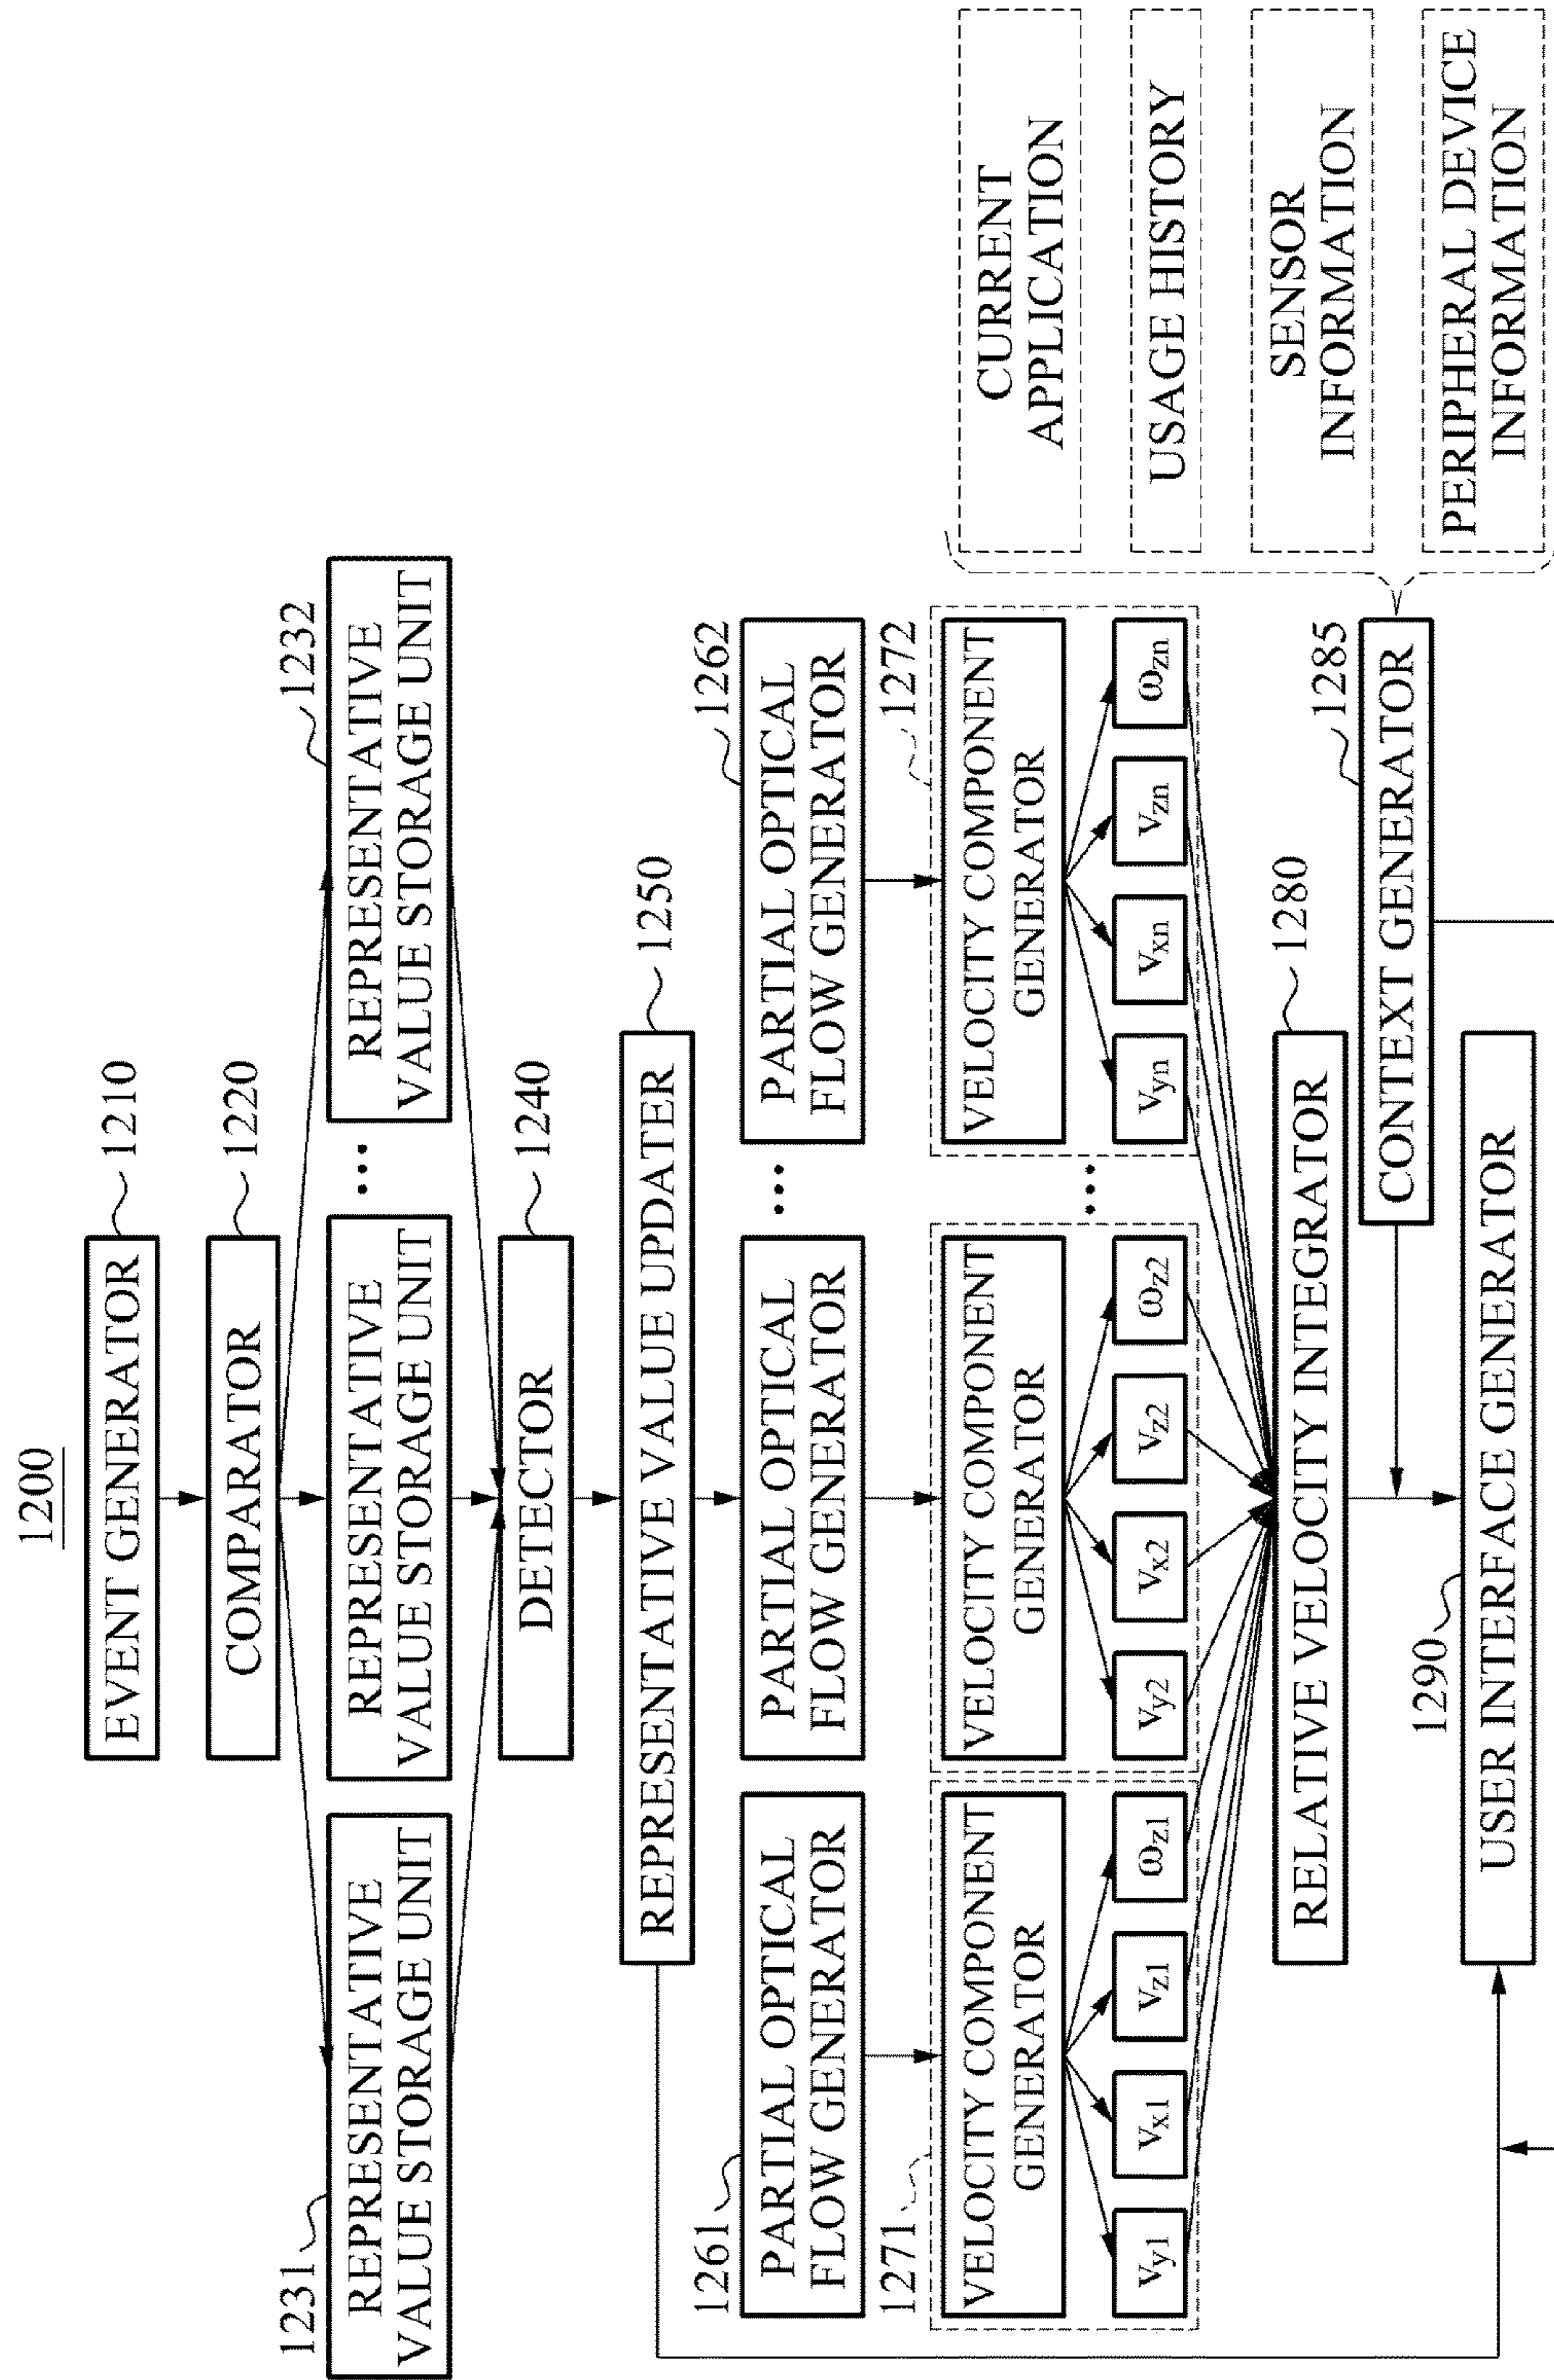 1200
EVENT GENERATOR
1210
COMPARATOR
1220
1231
REPRESENTATIVE
VALUE STORAGE UNIT
REPRESENTATIVE
VALUE STORAGE UNIT
...
REPRESENTATIVE
VALUE STORAGE UNIT
1232
DETECTOR
1240
REPRESENTATIVE VALUE UPDATER
1250
1261
PARTIAL OPTICAL
FLOW GENERATOR
PARTIAL OPTICAL
FLOW GENERATOR
...
PARTIAL OPTICAL
FLOW GENERATOR
1262
1271
VELOCITY COMPONENT
GENERATOR
Vy1
Vx1
Vz1
ωz1
VELOCITY COMPONENT
GENERATOR
Vy2
Vx2
Vz2
ωz2
...
1272
VELOCITY COMPONENT
GENERATOR
Vyn
Vxn
Vzn
ωzn
RELATIVE VELOCITY INTEGRATOR
1280
CONTEXT GENERATOR
1285
CURRENT
APPLICATION
USAGE HISTORY
SENSOR
INFORMATION
PERIPHERAL DEVICE
INFORMATION
1290
USER INTERFACE GENERATOR